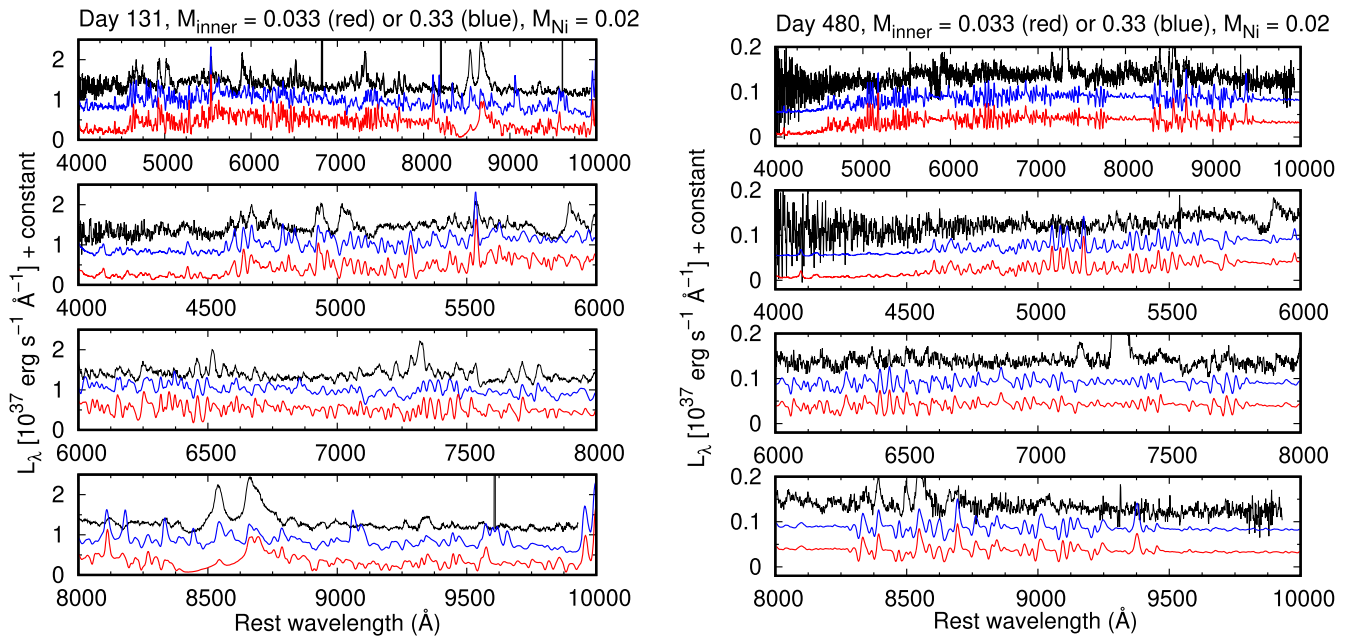 Day 131, M_inner = 0.033 (red) or 0.33 (blue), M_Ni = 0.02
2
1
0
4000 5000 6000 7000 8000 9000 10000
2
1
0
4000 4500 5000 5500 6000
2
1
0
6000 6500 7000 7500 8000
2
1
0
8000 8500 9000 9500 10000
L_λ [10^37 erg s^−1 Å^−1] + constant
Rest wavelength (Å)
Day 480, M_inner = 0.033 (red) or 0.33 (blue), M_Ni = 0.02
0.2
0.1
0
4000 5000 6000 7000 8000 9000 10000
0.2
0.1
0
4000 4500 5000 5500 6000
0.2
0.1
0
6000 6500 7000 7500 8000
0.2
0.1
0
8000 8500 9000 9500 10000
L_λ [10^37 erg s^−1 Å^−1] + constant
Rest wavelength (Å)